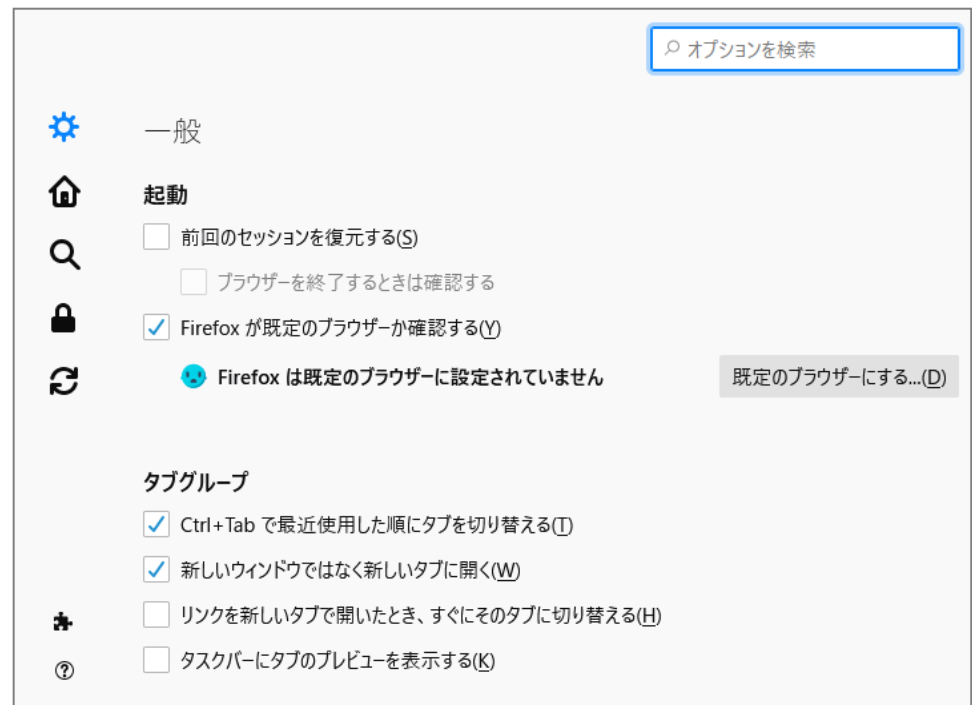 オプションを検索
一般
起動
前回のセッションを復元する(S)
ブラウザーを終了するときは確認する
Firefox が既定のブラウザーか確認する(Y)
Firefox は既定のブラウザーに設定されていません
既定のブラウザーにする...(D)
タブグループ
Ctrl+Tab で最近使用した順にタブを切り替える(T)
新しいウィンドウではなく新しいタブに開く(W)
リンクを新しいタブで開いたとき、すぐにそのタブに切り替える(H)
タスクバーにタブのプレビューを表示する(K)